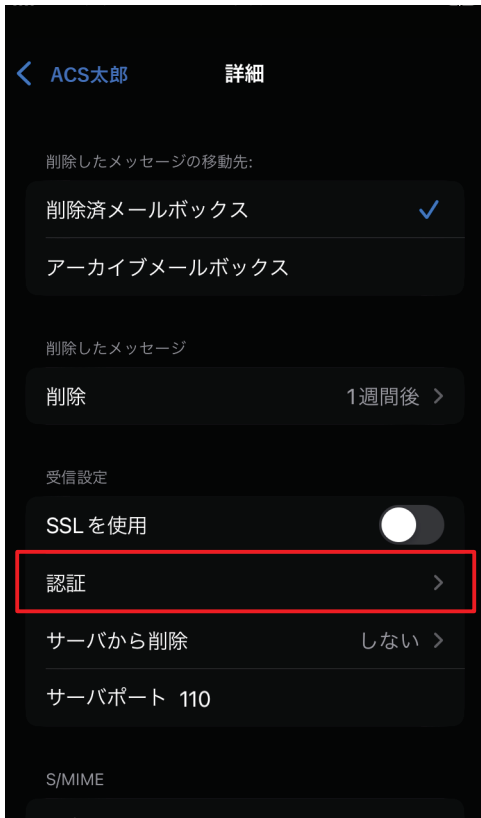 ACS太郎
詳細
削除したメッセージの移動先:
削除済メールボックス
アーカイブメールボックス
削除したメッセージ
削除
1週間後
受信設定
SSLを使用
認証
サーバから削除
しない
サーバポート 110
S/MIME